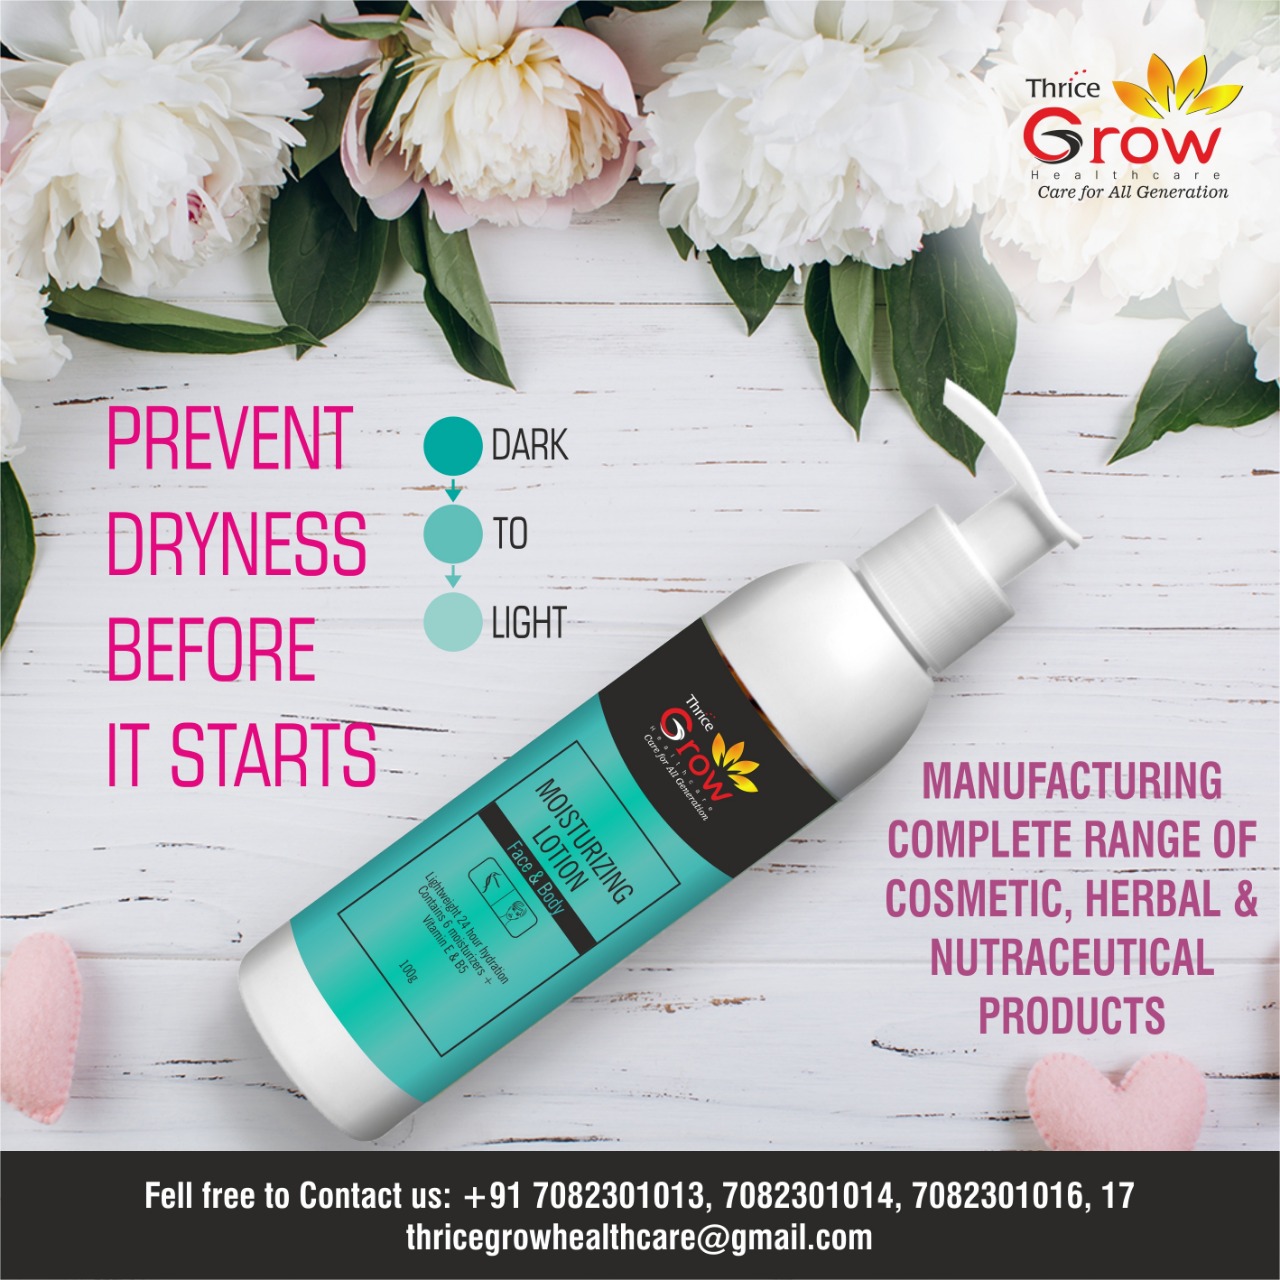 Thrice
Grow
Healthcare
Care for All Generation
PREVENT
DRYNESS
BEFORE
IT STARTS
DARK
TO
LIGHT
Thrice
Grow
Healthcare
Care for All Generation
MOISTURIZING
LOTION
Face & Body
Lightweight 24 hour hydration
Contains 6 moisturizers +
Vitamin E & B5
100g
MANUFACTURING
COMPLETE RANGE OF
COSMETIC, HERBAL &
NUTRACEUTICAL
PRODUCTS
Fell free to Contact us: +91 7082301013, 7082301014, 7082301016, 17
thricegrowhealthcare@gmail.com